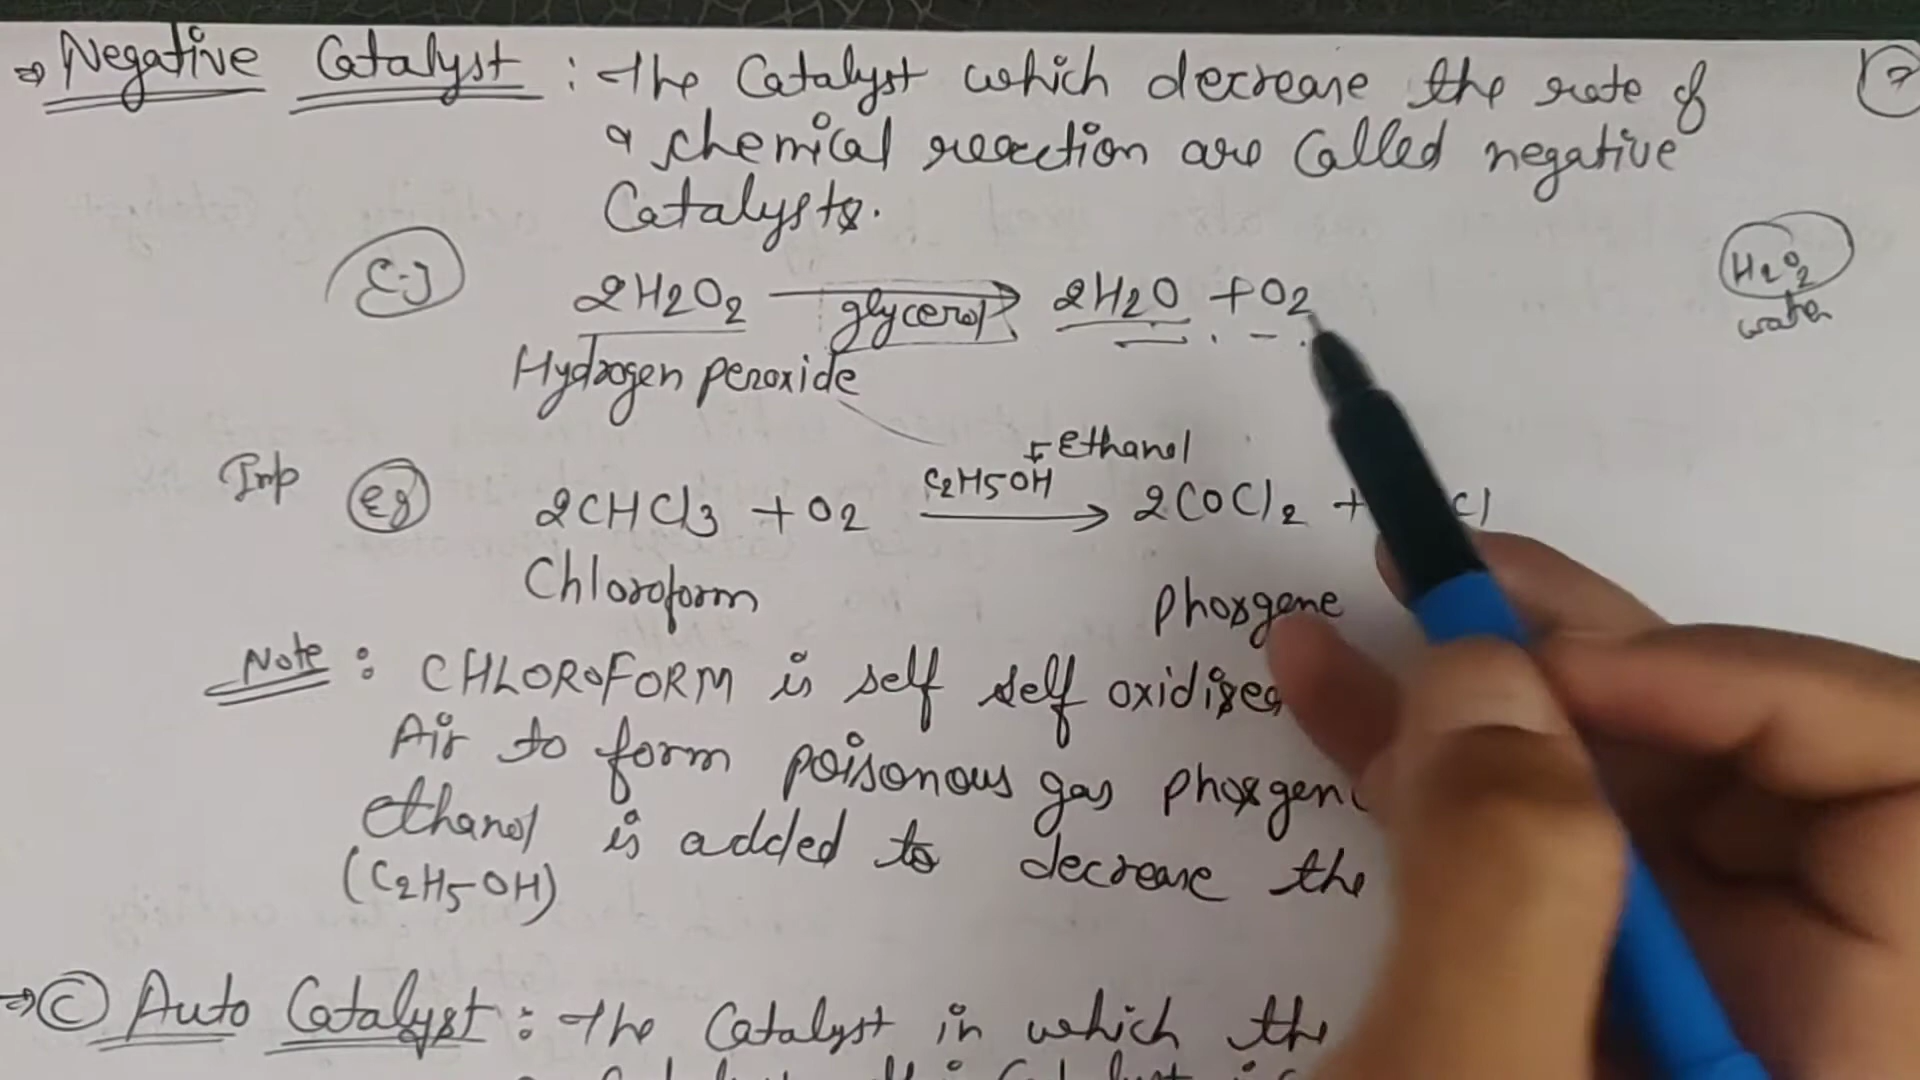 ⇒ Negative Catalyst : The Catalyst which decrease the rate of
a chemical reaction are Called negative
Catalysts.
E.g 2H2O2 → glycerol 2H2O + O2
H2O2
water
Hydrogen peroxide
Ethanol
Imp Eg 2CHCl3 + O2 C2H5OH → 2COCl2 +
Chloroform phosgene
Note : CHLOROFORM is self self oxidised
Air to form poisonous gas phosgene
ethanol is added to decrease the
(C2H5OH)
→ C Auto Catalyst : The Catalyst in which the